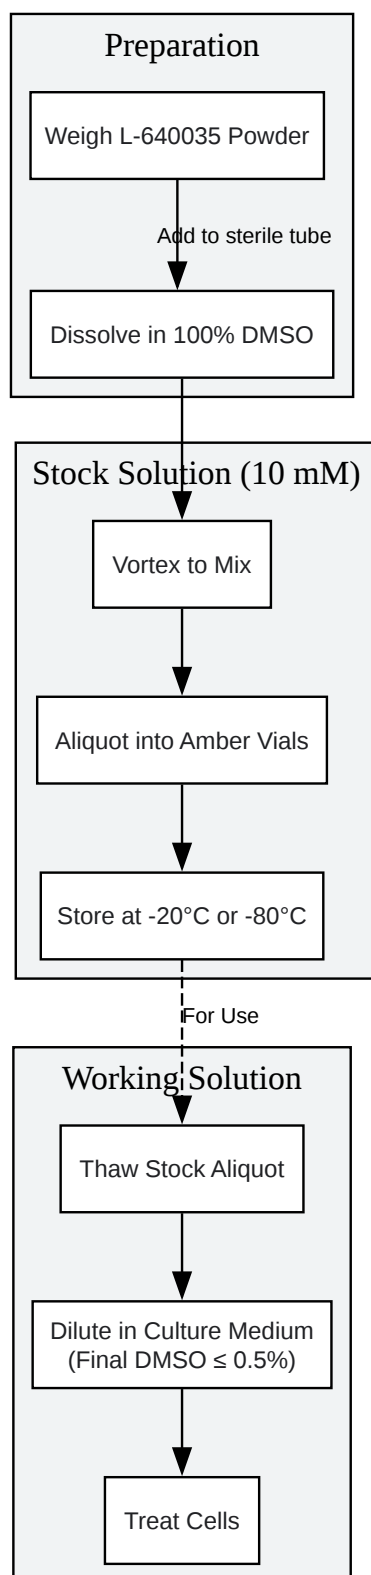 Preparation
Weigh L-640035 Powder
Add to sterile tube
Dissolve in 100% DMSO
Stock Solution (10 mM)
Vortex to Mix
Aliquot into Amber Vials
Store at -20°C or -80°C
For Use
Working Solution
Thaw Stock Aliquot
Dilute in Culture Medium
(Final DMSO ≤ 0.5%)
Treat Cells